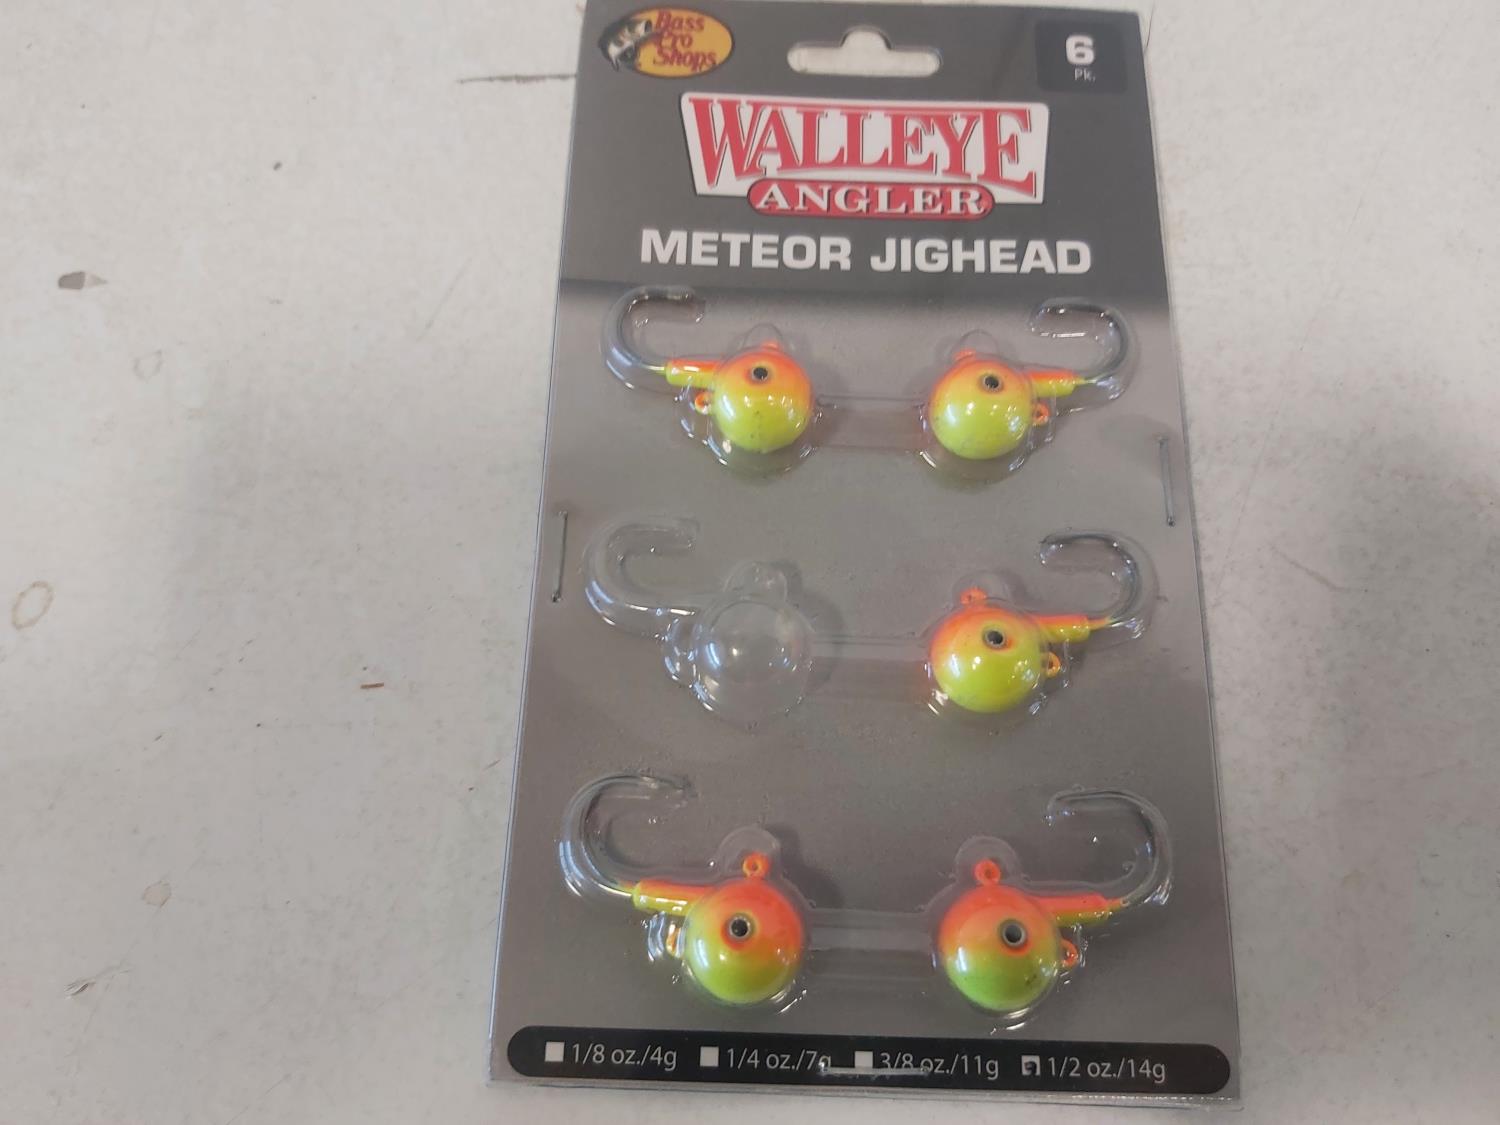 Bass
Pro
Shops
6
Pk.
WALLEYE
ANGLER
METEOR JIGHEAD
1/8 oz./4g 1/4 oz./7g 3/8 oz./11g 1/2 oz./14g